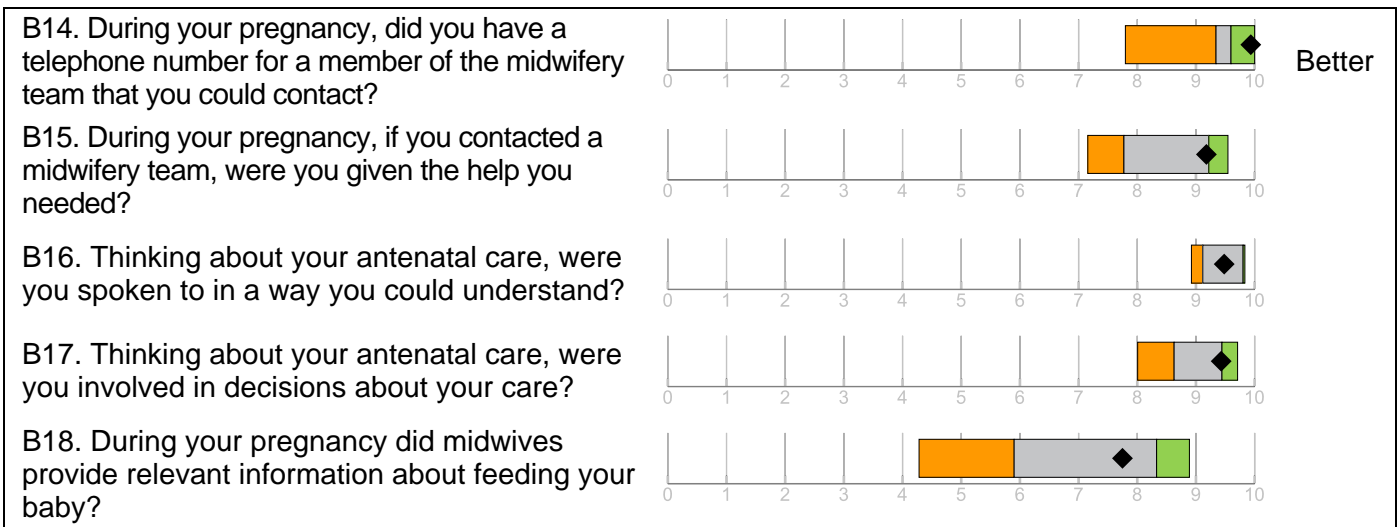 B14. During your pregnancy, did you have a
telephone number for a member of the midwifery
team that you could contact?
0 1 2 3 4 5 6 7 8 9 10
Better
B15. During your pregnancy, if you contacted a
midwifery team, were you given the help you
needed?
0 1 2 3 4 5 6 7 8 9 10
B16. Thinking about your antenatal care, were
you spoken to in a way you could understand?
0 1 2 3 4 5 6 7 8 9 10
B17. Thinking about your antenatal care, were
you involved in decisions about your care?
0 1 2 3 4 5 6 7 8 9 10
B18. During your pregnancy did midwives
provide relevant information about feeding your
baby?
0 1 2 3 4 5 6 7 8 9 10